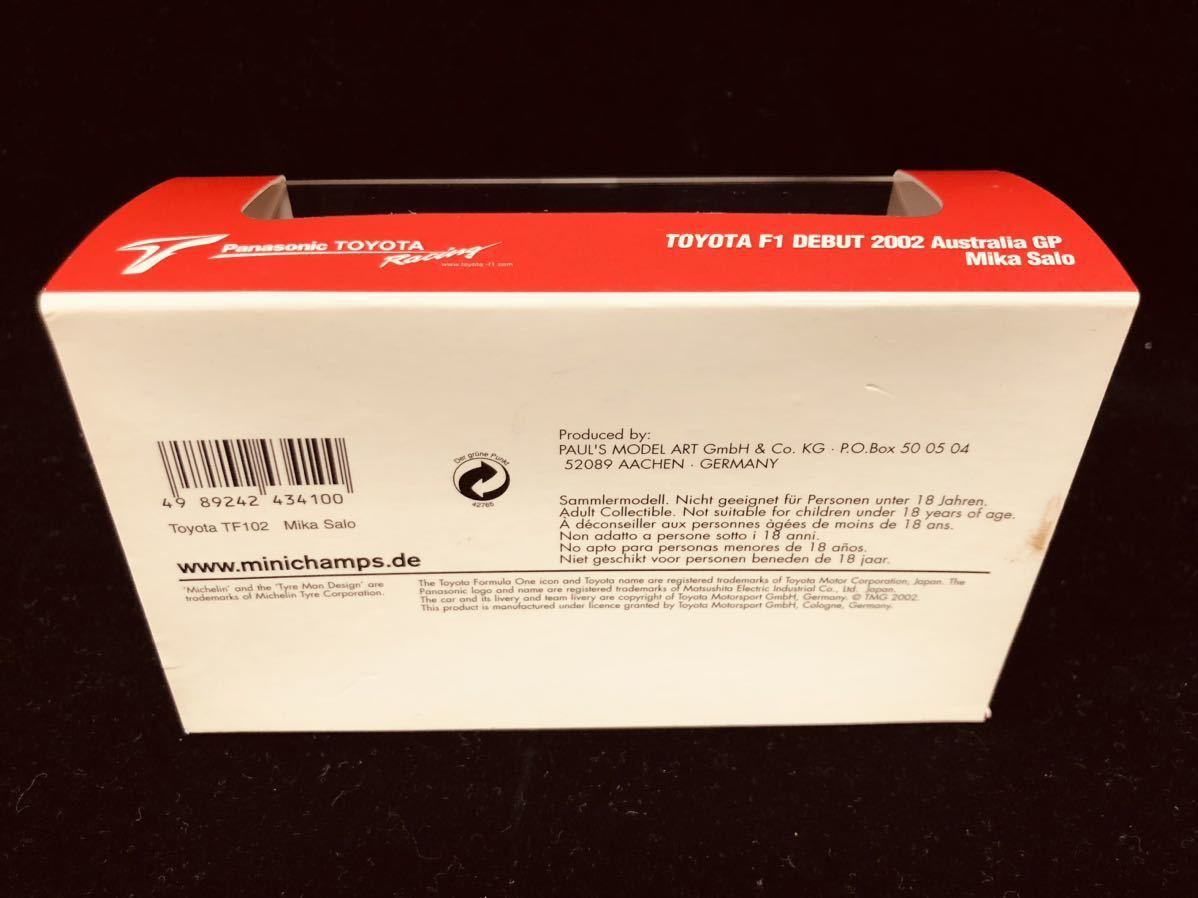 Panasonic TOYOTA
Racing
www.toyota-f1.com
TOYOTA F1 DEBUT 2002 Australia GP
Mika Salo
4 989242 434100
Toyota TF102 Mika Salo
Der grüne Punkt
42765
Produced by:
PAUL'S MODEL ART GmbH & Co. KG · P.O.Box 50 05 04
52089 AACHEN · GERMANY
Sammlermodell. Nicht geeignet für Personen unter 18 Jahren.
Adult Collectible. Not suitable for children under 18 years of age.
À déconseiller aux personnes àgées de moins de 18 ans.
Non adatto a persone sotto i 18 anni.
No apto para personas menores de 18 años.
Niet geschikt voor personen beneden de 18 jaar.
www.minichamps.de
'Michelin' and the 'Tyre Man Design' are
trademarks of Michelin Tyre Corporation.
The Toyota Formula One icon and Toyota name are registered trademarks of Toyota Motor Corporation, Japan. The
Panasonic logo and name are registered trademarks of Matsushita Electric Industrial Co., Ltd. Japan.
The car and its livery and team livery are copyright of Toyota Motorsport GmbH, Germany. © TMG 2002.
This product is manufactured under licence granted by Toyota Motorsport GmbH, Cologne, Germany.